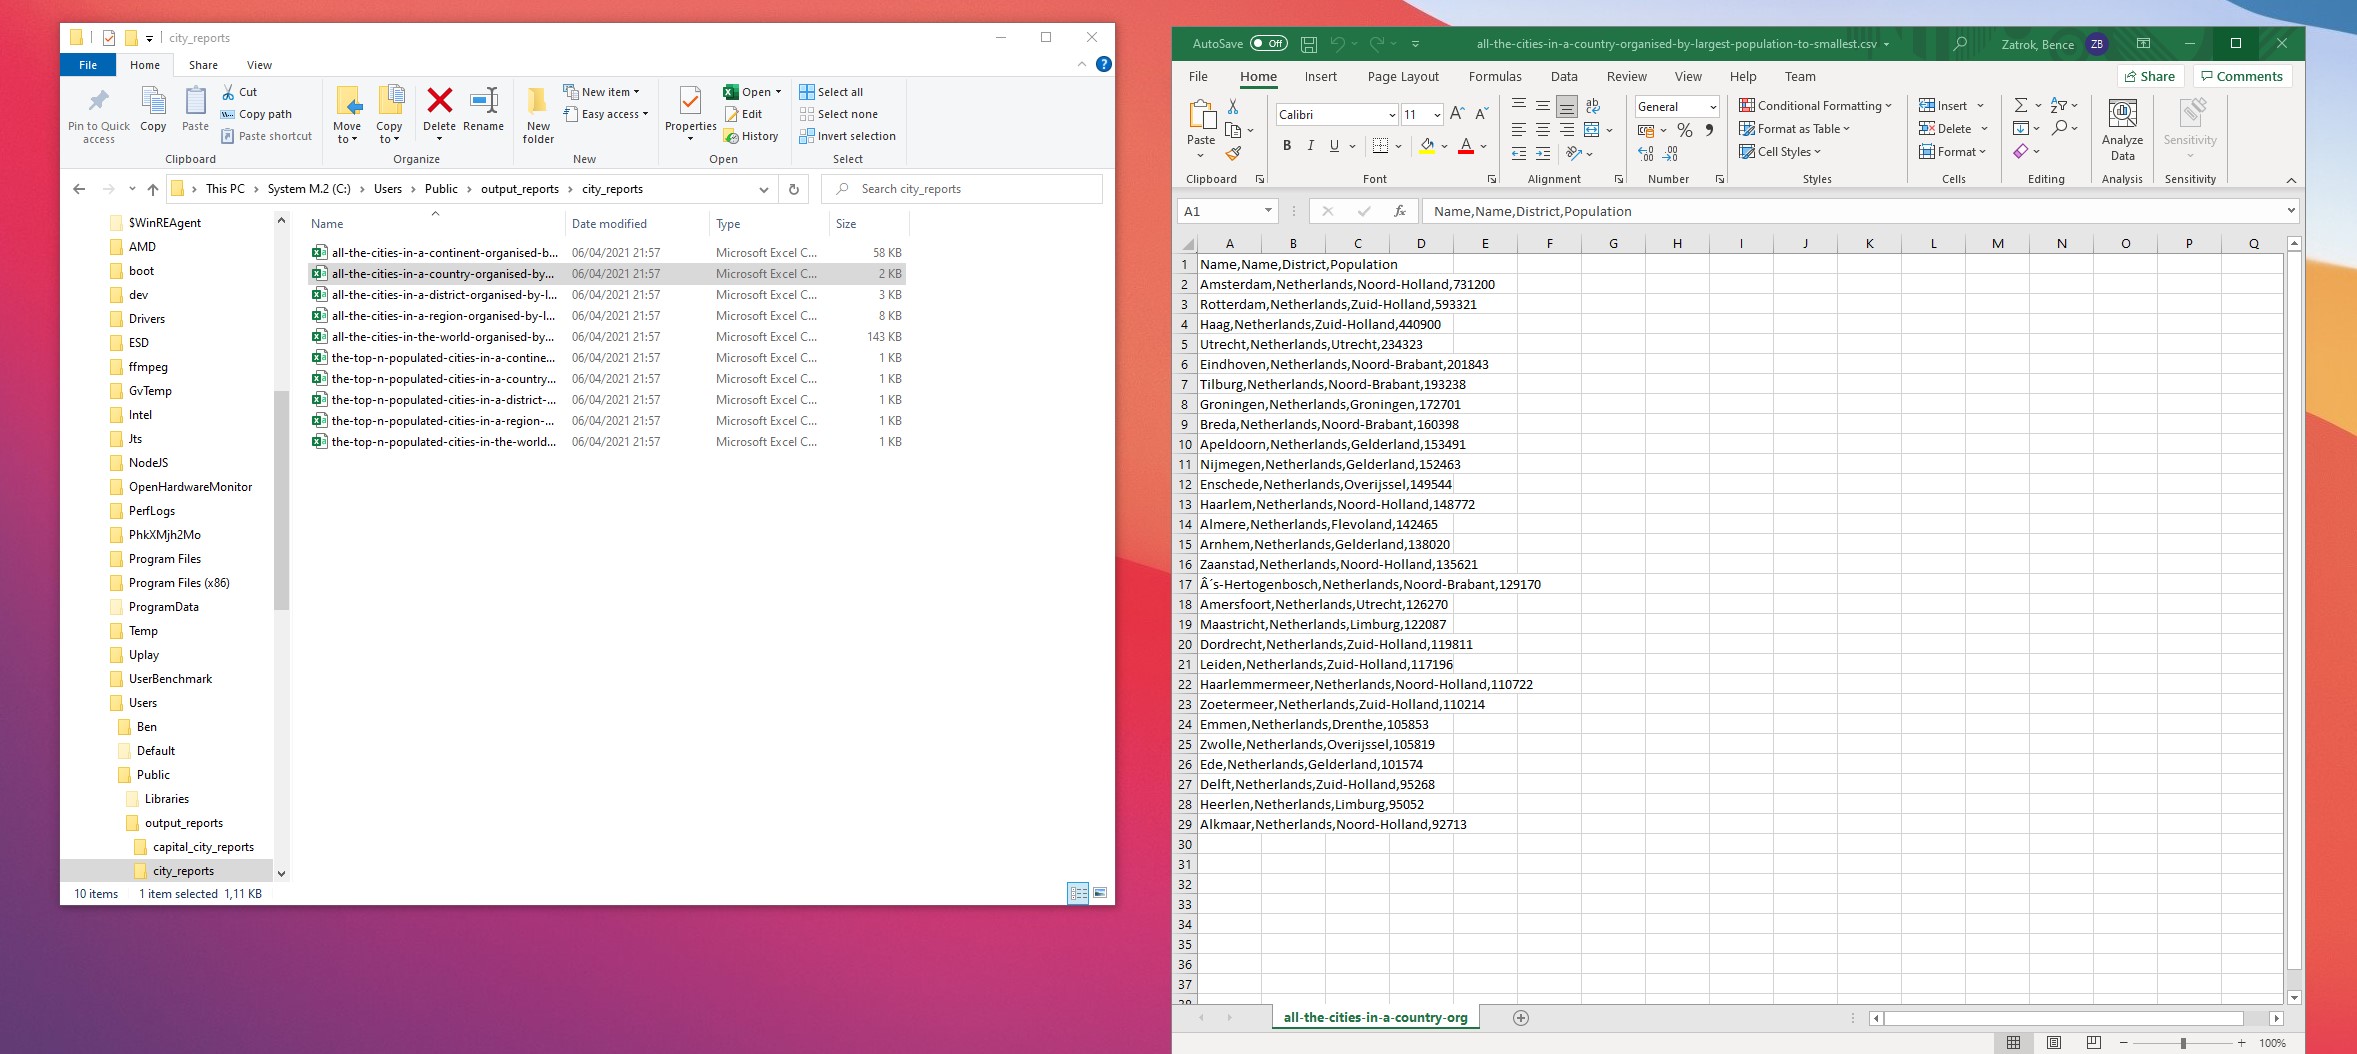 city_reports
File Home Share View
Pin to Quick access
Copy
Paste
Cut
Copy path
Paste shortcut
Clipboard
Move to
Copy to
Delete
Rename
Organize
New folder
New item
Easy access
New
Properties
Open
Edit
History
Open
Select all
Select none
Invert selection
Select
This PC > System M.2 (C:) > Users > Public > output_reports > city_reports
Search city_reports
$WinREAgent
AMD
boot
dev
Drivers
ESD
ffmpeg
GvTemp
Intel
Jts
NodeJS
OpenHardwareMonitor
PerfLogs
PhkXMjh2Mo
Program Files
Program Files (x86)
ProgramData
Temp
Uplay
UserBenchmark
Users
Ben
Default
Public
Libraries
output_reports
capital_city_reports
city_reports
Name Date modified Type Size
all-the-cities-in-a-continent-organised-b... 06/04/2021 21:57 Microsoft Excel C... 58 KB
all-the-cities-in-a-country-organised-by... 06/04/2021 21:57 Microsoft Excel C... 2 KB
all-the-cities-in-a-district-organised-by-l... 06/04/2021 21:57 Microsoft Excel C... 3 KB
all-the-cities-in-a-region-organised-by-l... 06/04/2021 21:57 Microsoft Excel C... 8 KB
all-the-cities-in-the-world-organised-by... 06/04/2021 21:57 Microsoft Excel C... 143 KB
the-top-n-populated-cities-in-a-contine... 06/04/2021 21:57 Microsoft Excel C... 1 KB
the-top-n-populated-cities-in-a-country... 06/04/2021 21:57 Microsoft Excel C... 1 KB
the-top-n-populated-cities-in-a-district-... 06/04/2021 21:57 Microsoft Excel C... 1 KB
the-top-n-populated-cities-in-a-region-... 06/04/2021 21:57 Microsoft Excel C... 1 KB
the-top-n-populated-cities-in-the-world... 06/04/2021 21:57 Microsoft Excel C... 1 KB
10 items 1 item selected 1,11 KB
AutoSave Off all-the-cities-in-a-country-organised-by-largest-population-to-smallest.csv Zatrok, Bence ZB
File Home Insert Page Layout Formulas Data Review View Help Team Share Comments
Paste
Clipboard
Calibri 11
B I U
Font
ab
Alignment
General
% 9
Number
Conditional Formatting
Format as Table
Cell Styles
Styles
Insert
Delete
Format
Cells
Editing
Analyze Data
Analysis
Sensitivity
Sensitivity
A1 fx Name,Name,District,Population
A B C D E F G H I J K L M N O P Q
1 Name,Name,District,Population
2 Amsterdam,Netherlands,Noord-Holland,731200
3 Rotterdam,Netherlands,Zuid-Holland,593321
4 Haag,Netherlands,Zuid-Holland,440900
5 Utrecht,Netherlands,Utrecht,234323
6 Eindhoven,Netherlands,Noord-Brabant,201843
7 Tilburg,Netherlands,Noord-Brabant,193238
8 Groningen,Netherlands,Groningen,172701
9 Breda,Netherlands,Noord-Brabant,160398
10 Apeldoorn,Netherlands,Gelderland,153491
11 Nijmegen,Netherlands,Gelderland,152463
12 Enschede,Netherlands,Overijssel,149544
13 Haarlem,Netherlands,Noord-Holland,148772
14 Almere,Netherlands,Flevoland,142465
15 Arnhem,Netherlands,Gelderland,138020
16 Zaanstad,Netherlands,Noord-Holland,135621
17 Â´s-Hertogenbosch,Netherlands,Noord-Brabant,129170
18 Amersfoort,Netherlands,Utrecht,126270
19 Maastricht,Netherlands,Limburg,122087
20 Dordrecht,Netherlands,Zuid-Holland,119811
21 Leiden,Netherlands,Zuid-Holland,117196
22 Haarlemmermeer,Netherlands,Noord-Holland,110722
23 Zoetermeer,Netherlands,Zuid-Holland,110214
24 Emmen,Netherlands,Drenthe,105853
25 Zwolle,Netherlands,Overijssel,105819
26 Ede,Netherlands,Gelderland,101574
27 Delft,Netherlands,Zuid-Holland,95268
28 Heerlen,Netherlands,Limburg,95052
29 Alkmaar,Netherlands,Noord-Holland,92713
30
31
32
33
34
35
36
37
38
all-the-cities-in-a-country-org
100%